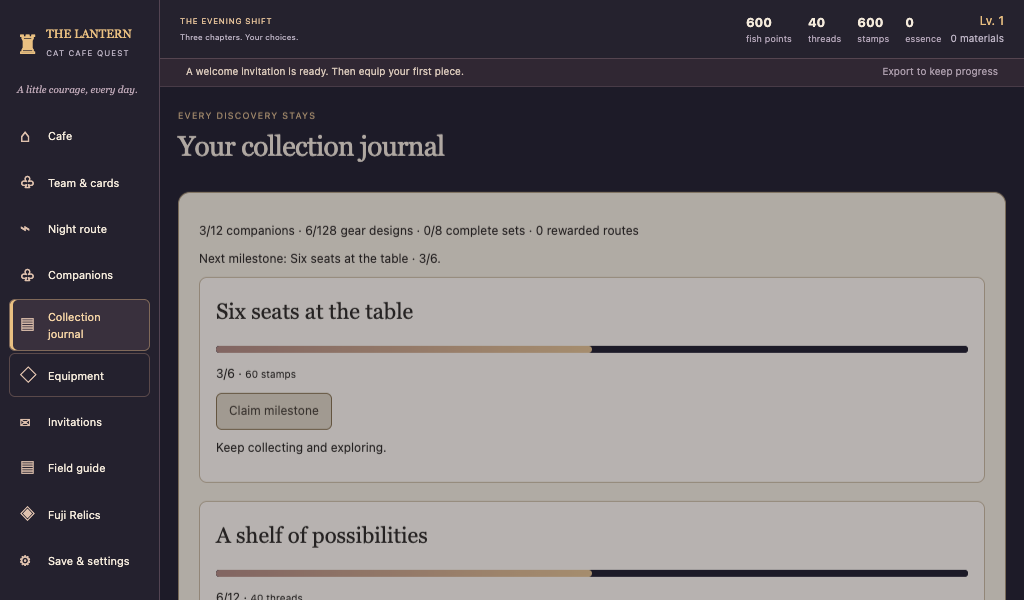 THE LANTERN
CAT CAFE QUEST
A little courage, every day.
Cafe
Team & cards
Night route
Companions
Collection
journal
Equipment
Invitations
Field guide
Fuji Relics
Save & settings
THE EVENING SHIFT
Three chapters. Your choices.
600
fish points
40
threads
600
stamps
0
essence
Lv. 1
0 materials
A welcome invitation is ready. Then equip your first piece.
Export to keep progress
EVERY DISCOVERY STAYS
Your collection journal
3/12 companions · 6/128 gear designs · 0/8 complete sets · 0 rewarded routes
Next milestone: Six seats at the table · 3/6.
Six seats at the table
3/6 · 60 stamps
Claim milestone
Keep collecting and exploring.
A shelf of possibilities
6/12 · 40 threads